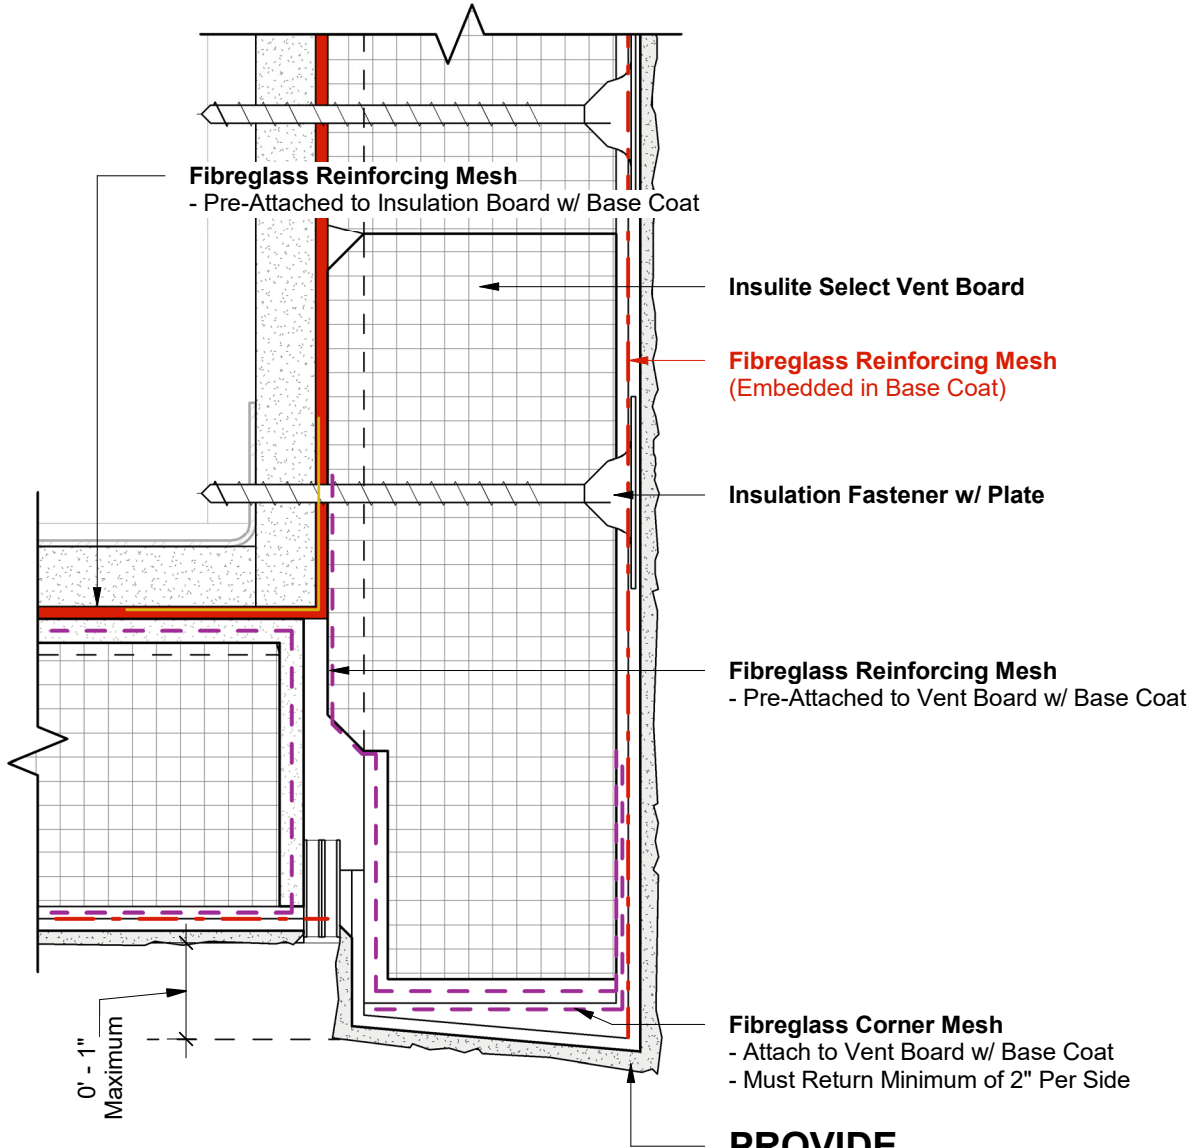 Fibreglass Reinforcing Mesh
- Pre-Attached to Insulation Board w/ Base Coat
Insulite Select Vent Board
Fibreglass Reinforcing Mesh
(Embedded in Base Coat)
Insulation Fastener w/ Plate
Fibreglass Reinforcing Mesh
- Pre-Attached to Vent Board w/ Base Coat
0' - 1"
Maximum
Fibreglass Corner Mesh
- Attach to Vent Board w/ Base Coat
- Must Return Minimum of 2" Per Side
PROVIDE